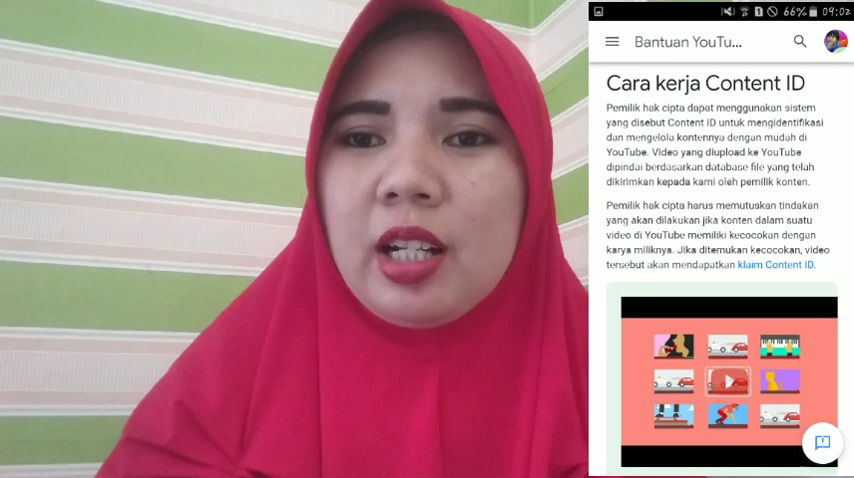 66% 09:02
Bantuan YouTu...
Cara kerja Content ID
Pemilik hak cipta dapat menggunakan sistem
yang disebut Content ID untuk mengidentifikasi
dan mengelola kontennya dengan mudah di
YouTube. Video yang diupload ke YouTube
dipindai berdasarkan database file yang telah
dikirimkan kepada kami oleh pemilik konten.
Pemilik hak cipta harus memutuskan tindakan
yang akan dilakukan jika konten dalam suatu
video di YouTube memiliki kecocokan dengan
karya miliknya. Jika ditemukan kecocokan, video
tersebut akan mendapatkan klaim Content ID.